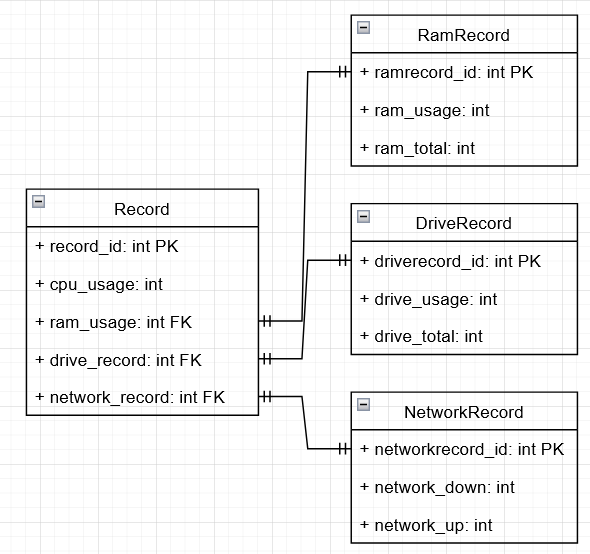 RamRecord
+ ramrecord_id: int PK
+ ram_usage: int
+ ram_total: int
Record
+ record_id: int PK
+ cpu_usage: int
+ ram_usage: int FK
+ drive_record: int FK
+ network_record: int FK
DriveRecord
+ driverecord_id: int PK
+ drive_usage: int
+ drive_total: int
NetworkRecord
+ networkrecord_id: int PK
+ network_down: int
+ network_up: int